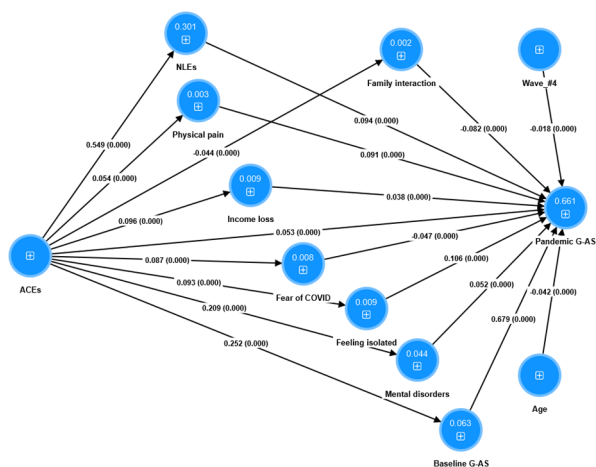 0.301
NLEs
0.002
Family interaction
Wave_#4
0.003
Physical pain
0.094 (0.000)
-0.082 (0.000)
-0.018 (0.000)
0.549 (0.000)
0.054 (0.000)
-0.044 (0.000)
0.091 (0.000)
0.009
Income loss
0.096 (0.000)
0.038 (0.000)
0.661
Pandemic G-AS
0.053 (0.000)
ACEs
0.087 (0.000)
0.008
Fear of COVID
-0.047 (0.000)
0.093 (0.000)
0.106 (0.000)
0.009
Feeling isolated
0.209 (0.000)
0.052 (0.000)
-0.042 (0.000)
0.252 (0.000)
0.679 (0.000)
0.044
Mental disorders
Age
0.063
Baseline G-AS